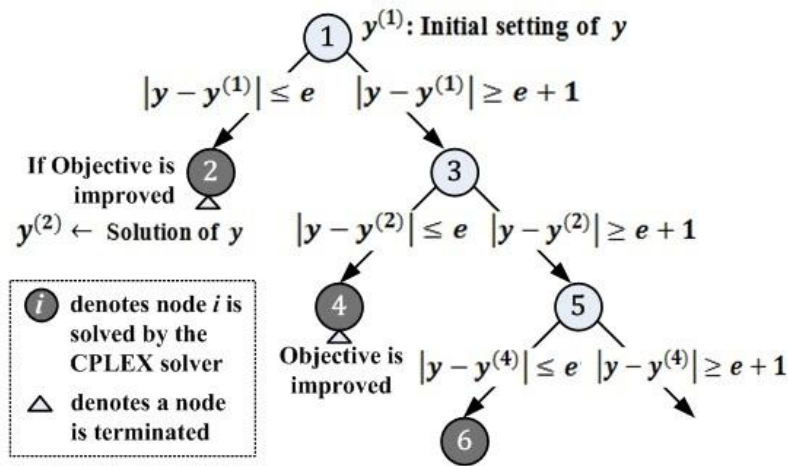 1
y^(1): Initial setting of y
|y − y^(1)| ≤ e
|y − y^(1)| ≥ e + 1
If Objective is
improved
2
3
y^(2) ← Solution of y
|y − y^(2)| ≤ e
|y − y^(2)| ≥ e + 1
4
5
Objective is
improved
|y − y^(4)| ≤ e
|y − y^(4)| ≥ e + 1
6
i denotes node i is
solved by the
CPLEX solver
denotes a node
is terminated